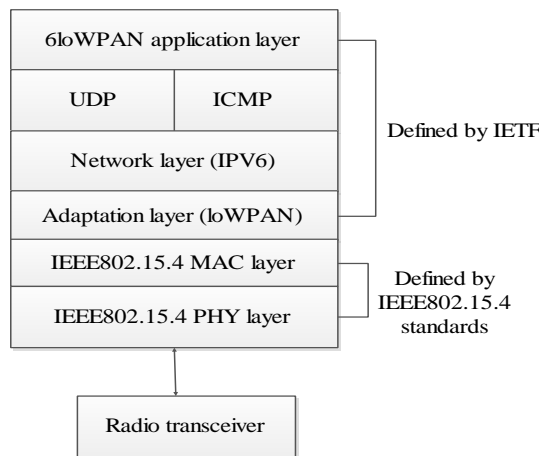 6loWPAN application layer
UDP
ICMP
Network layer (IPV6)
Adaptation layer (loWPAN)
IEEE802.15.4 MAC layer
IEEE802.15.4 PHY layer
Radio transceiver
Defined by IETF
Defined by
IEEE802.15.4
standards